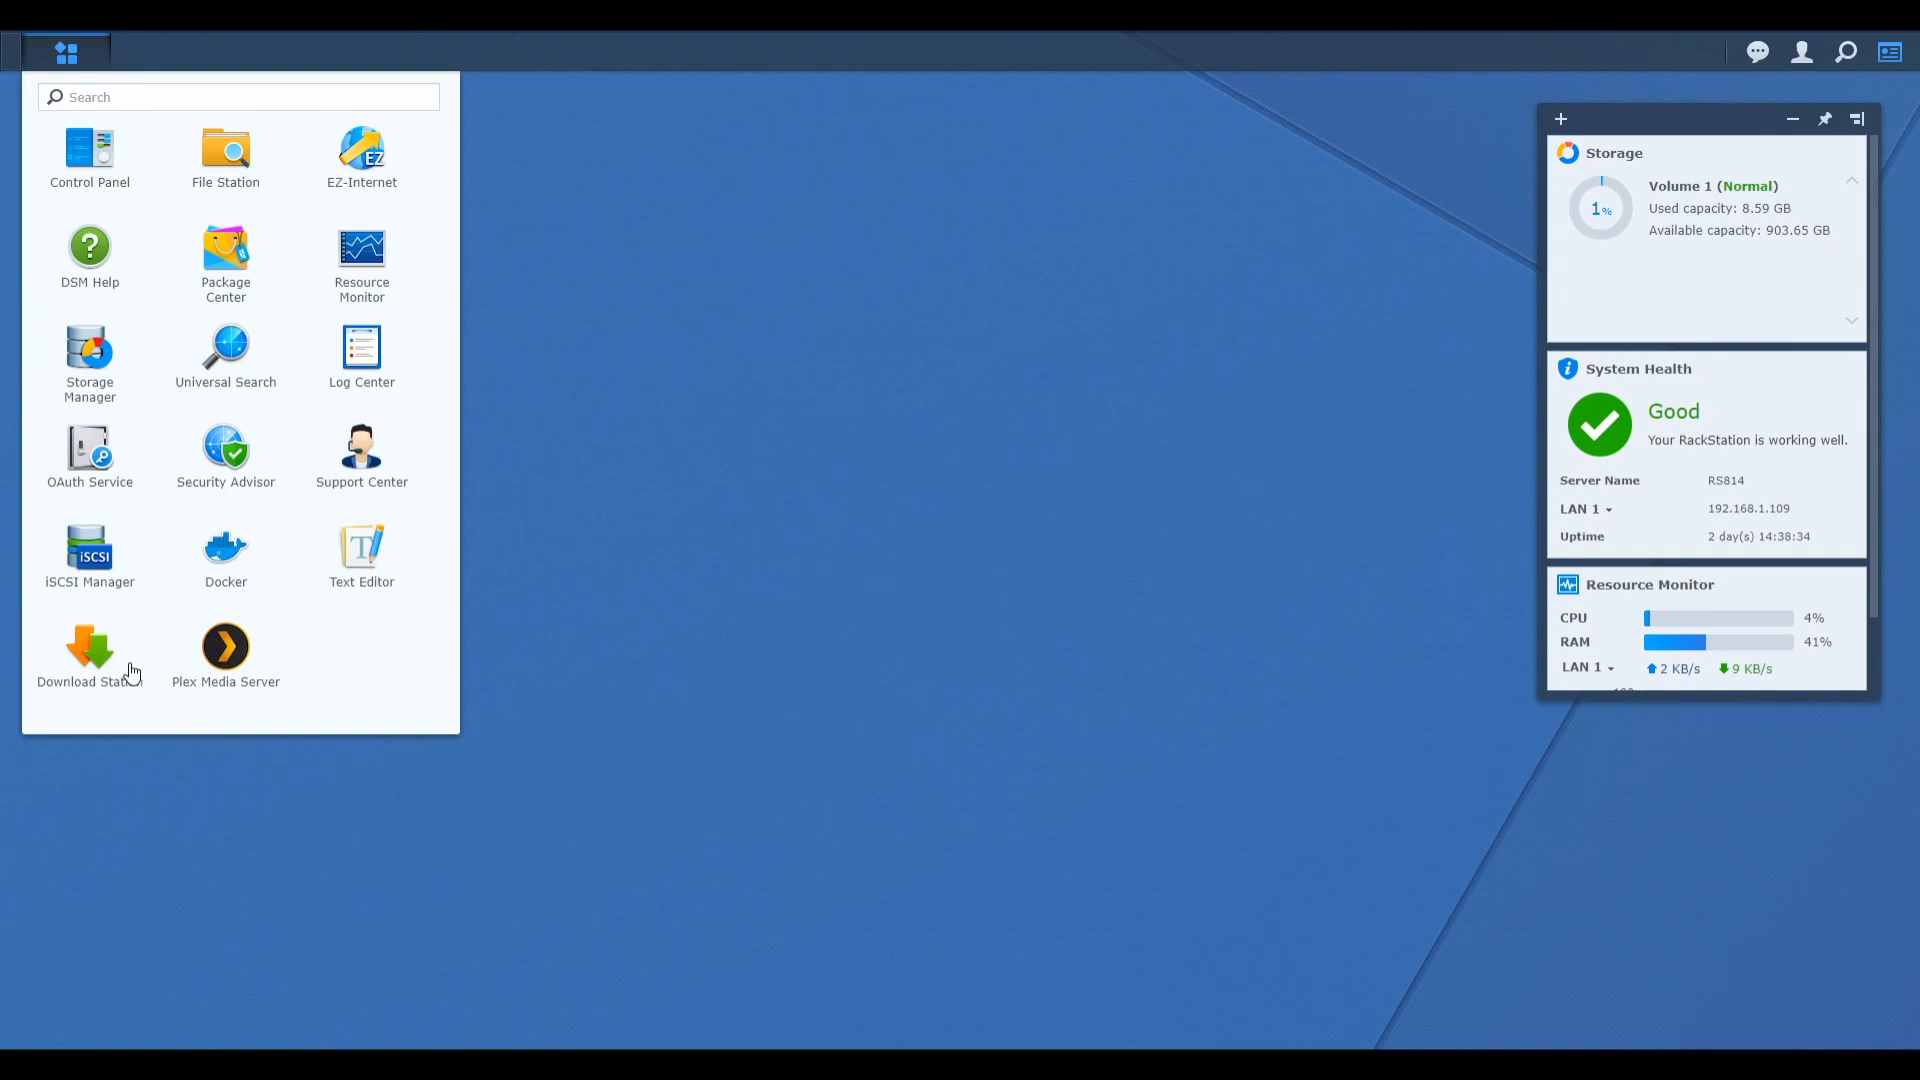 Search
Control Panel
File Station
EZ
EZ-Internet
DSM Help
Package
Center
Resource
Monitor
Storage
Manager
Universal Search
Log Center
OAuth Service
Security Advisor
Support Center
iSCSI
iSCSI Manager
Docker
T
Text Editor
Download
Plex Media Server
Storage
1%
Volume 1 (Normal)
Used capacity: 8.59 GB
Available capacity: 903.65 GB
System Health
Good
Your RackStation is working well.
Server Name RS814
LAN 1 192.168.1.109
Uptime 2 day(s) 14:38:34
Resource Monitor
CPU 4%
RAM 41%
LAN 1 2 KB/s 9 KB/s